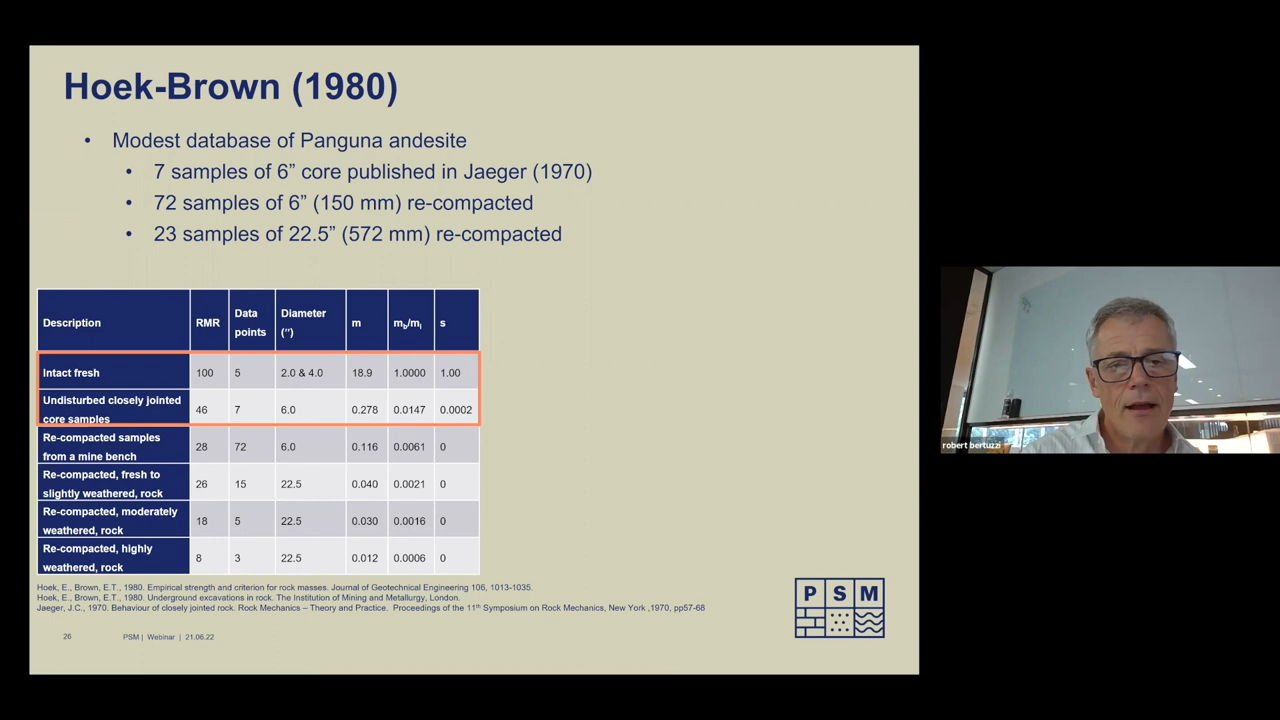 Hoek-Brown (1980)
• Modest database of Panguna andesite
• 7 samples of 6” core published in Jaeger (1970)
• 72 samples of 6” (150 mm) re-compacted
• 23 samples of 22.5” (572 mm) re-compacted
Description RMR Data points Diameter (″) m mb/mi s
Intact fresh 100 5 2.0 & 4.0 18.9 1.0000 1.00
Undisturbed closely jointed core samples 46 7 6.0 0.278 0.0147 0.0002
Re-compacted samples from a mine bench 28 72 6.0 0.116 0.0061 0
Re-compacted, fresh to slightly weathered, rock 26 15 22.5 0.040 0.0021 0
Re-compacted, moderately weathered, rock 18 5 22.5 0.030 0.0016 0
Re-compacted, highly weathered, rock 8 3 22.5 0.012 0.0006 0
Hoek, E., Brown, E.T., 1980. Empirical strength and criterion for rock masses. Journal of Geotechnical Engineering 106, 1013-1035.
Hoek, E., Brown, E.T., 1980. Underground excavations in rock. The Institution of Mining and Metallurgy, London.
Jaeger, J.C., 1970. Behaviour of closely jointed rock. Rock Mechanics – Theory and Practice. Proceedings of the 11th Symposium on Rock Mechanics, New York ,1970, pp57-68
26 PSM | Webinar | 21.06.22
P S M
robert bertuzzi